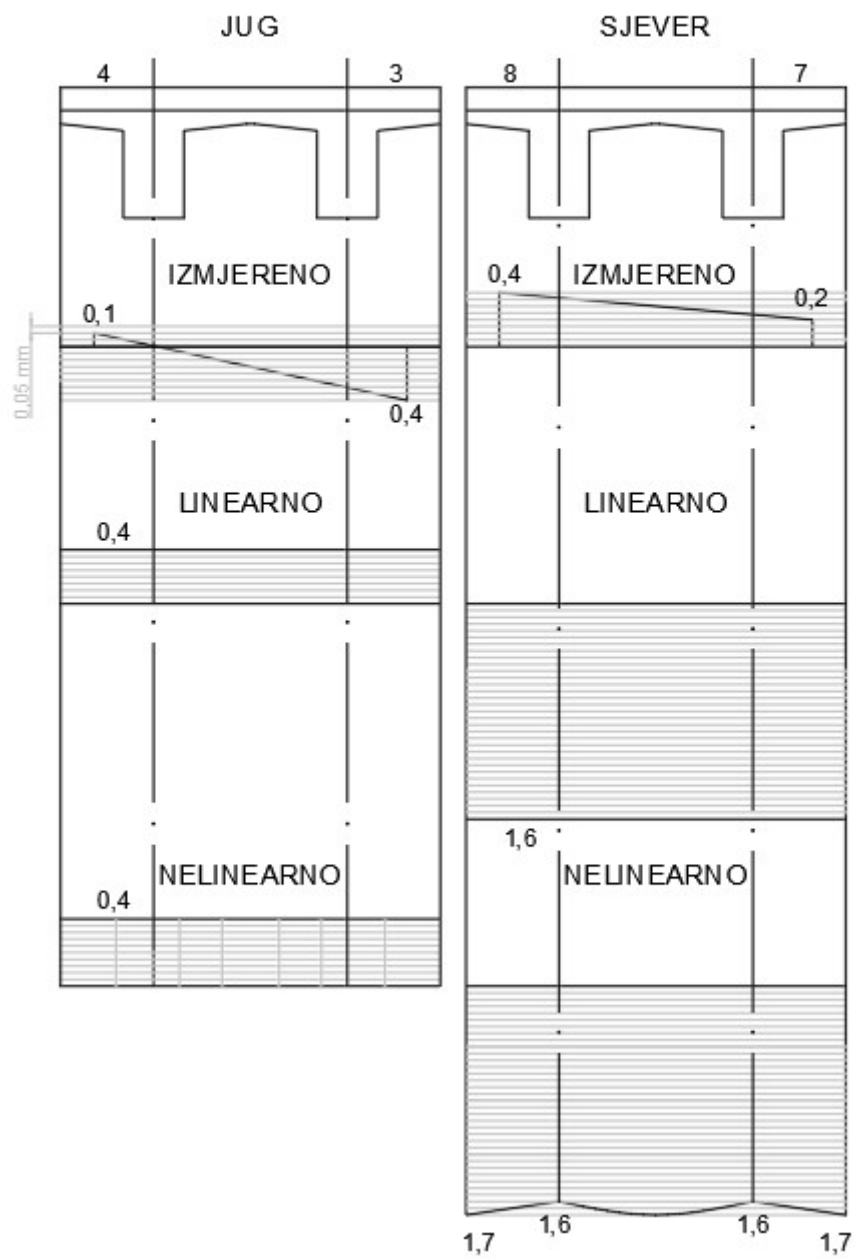 JUG
SJEVER
4
3
8
7
IZMJERENO
IZMJERENO
0,1
0,4
0,4
0,2
0,05 mm
LINEARNO
LINEARNO
0,4
1,6
NELINEARNO
NELINEARNO
0,4
1,7
1,6
1,6
1,7